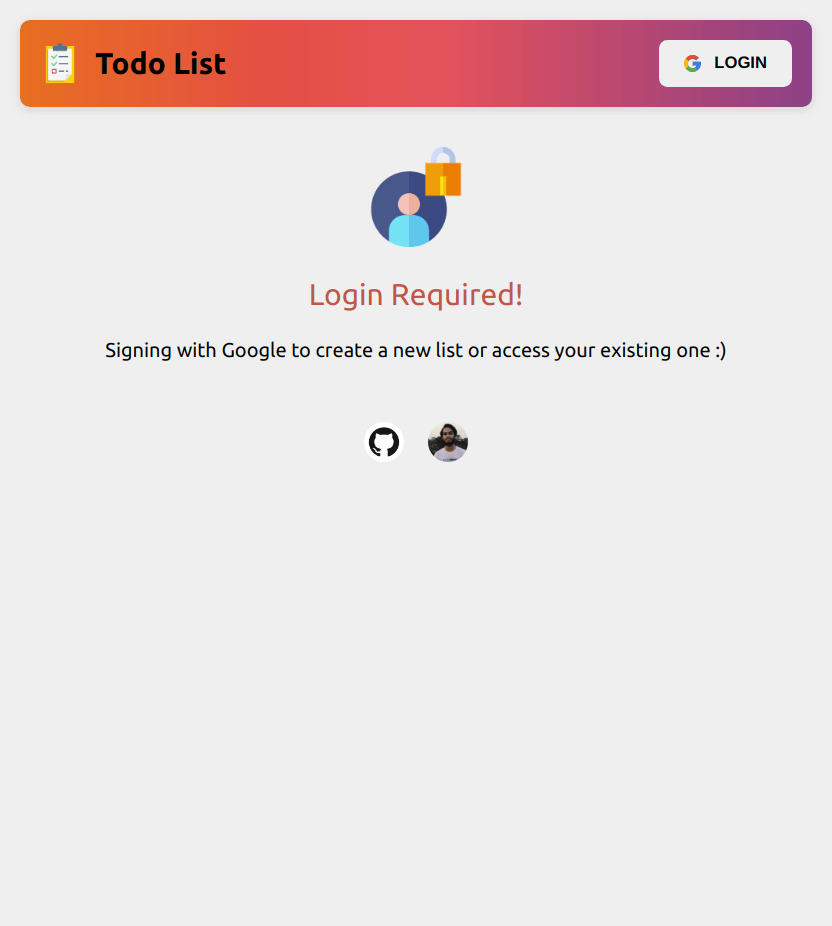 Todo List
LOGIN
Login Required!
Signing with Google to create a new list or access your existing one :)